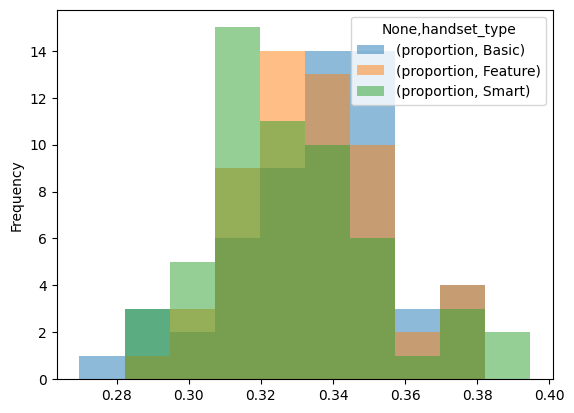 None,handset_type
(proportion, Basic)
(proportion, Feature)
(proportion, Smart)
Frequency
14
12
10
8
6
4
2
0
0.28 0.30 0.32 0.34 0.36 0.38 0.40